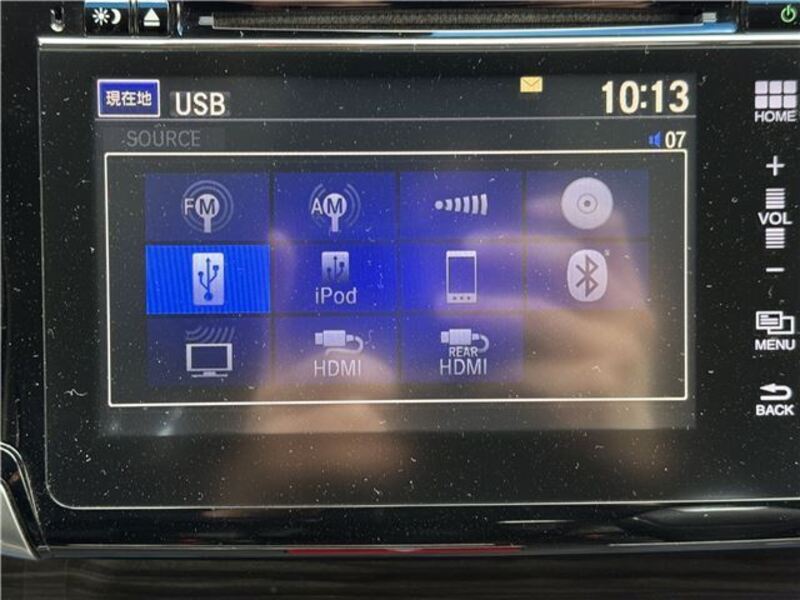 現在地 USB 10:13
SOURCE 07
HOME
FM AM
VOL
iPod
HDMI REAR HDMI
MENU
BACK